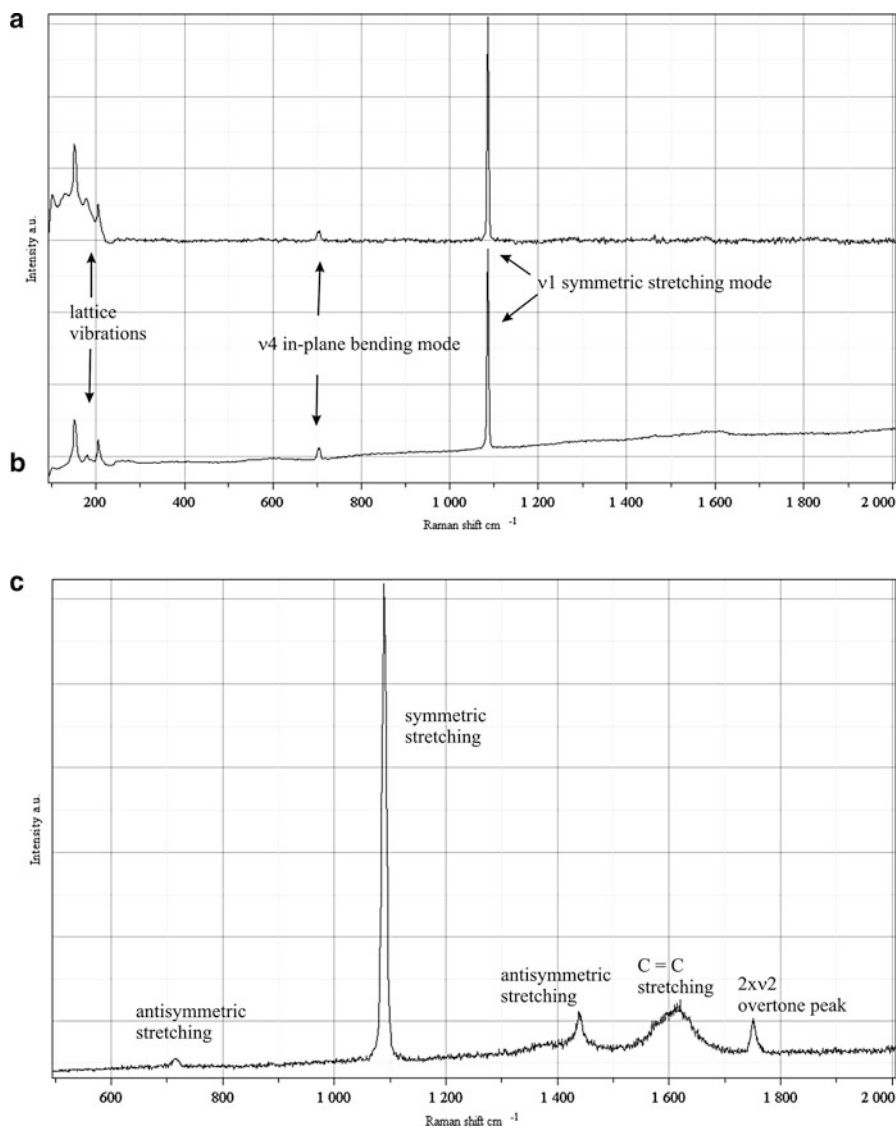 a
Intensity a.u.
lattice
vibrations
ν4 in-plane bending mode
ν1 symmetric stretching mode
b
200 400 600 800 1 000 1 200 1 400 1 600 1 800 2 000
Raman shift cm -1
c
Intensity a.u.
symmetric
stretching
antisymmetric
stretching
antisymmetric
stretching
C = C
stretching
2xν2
overtone peak
600 800 1 000 1 200 1 400 1 600 1 800 2 000
Raman shift cm -1